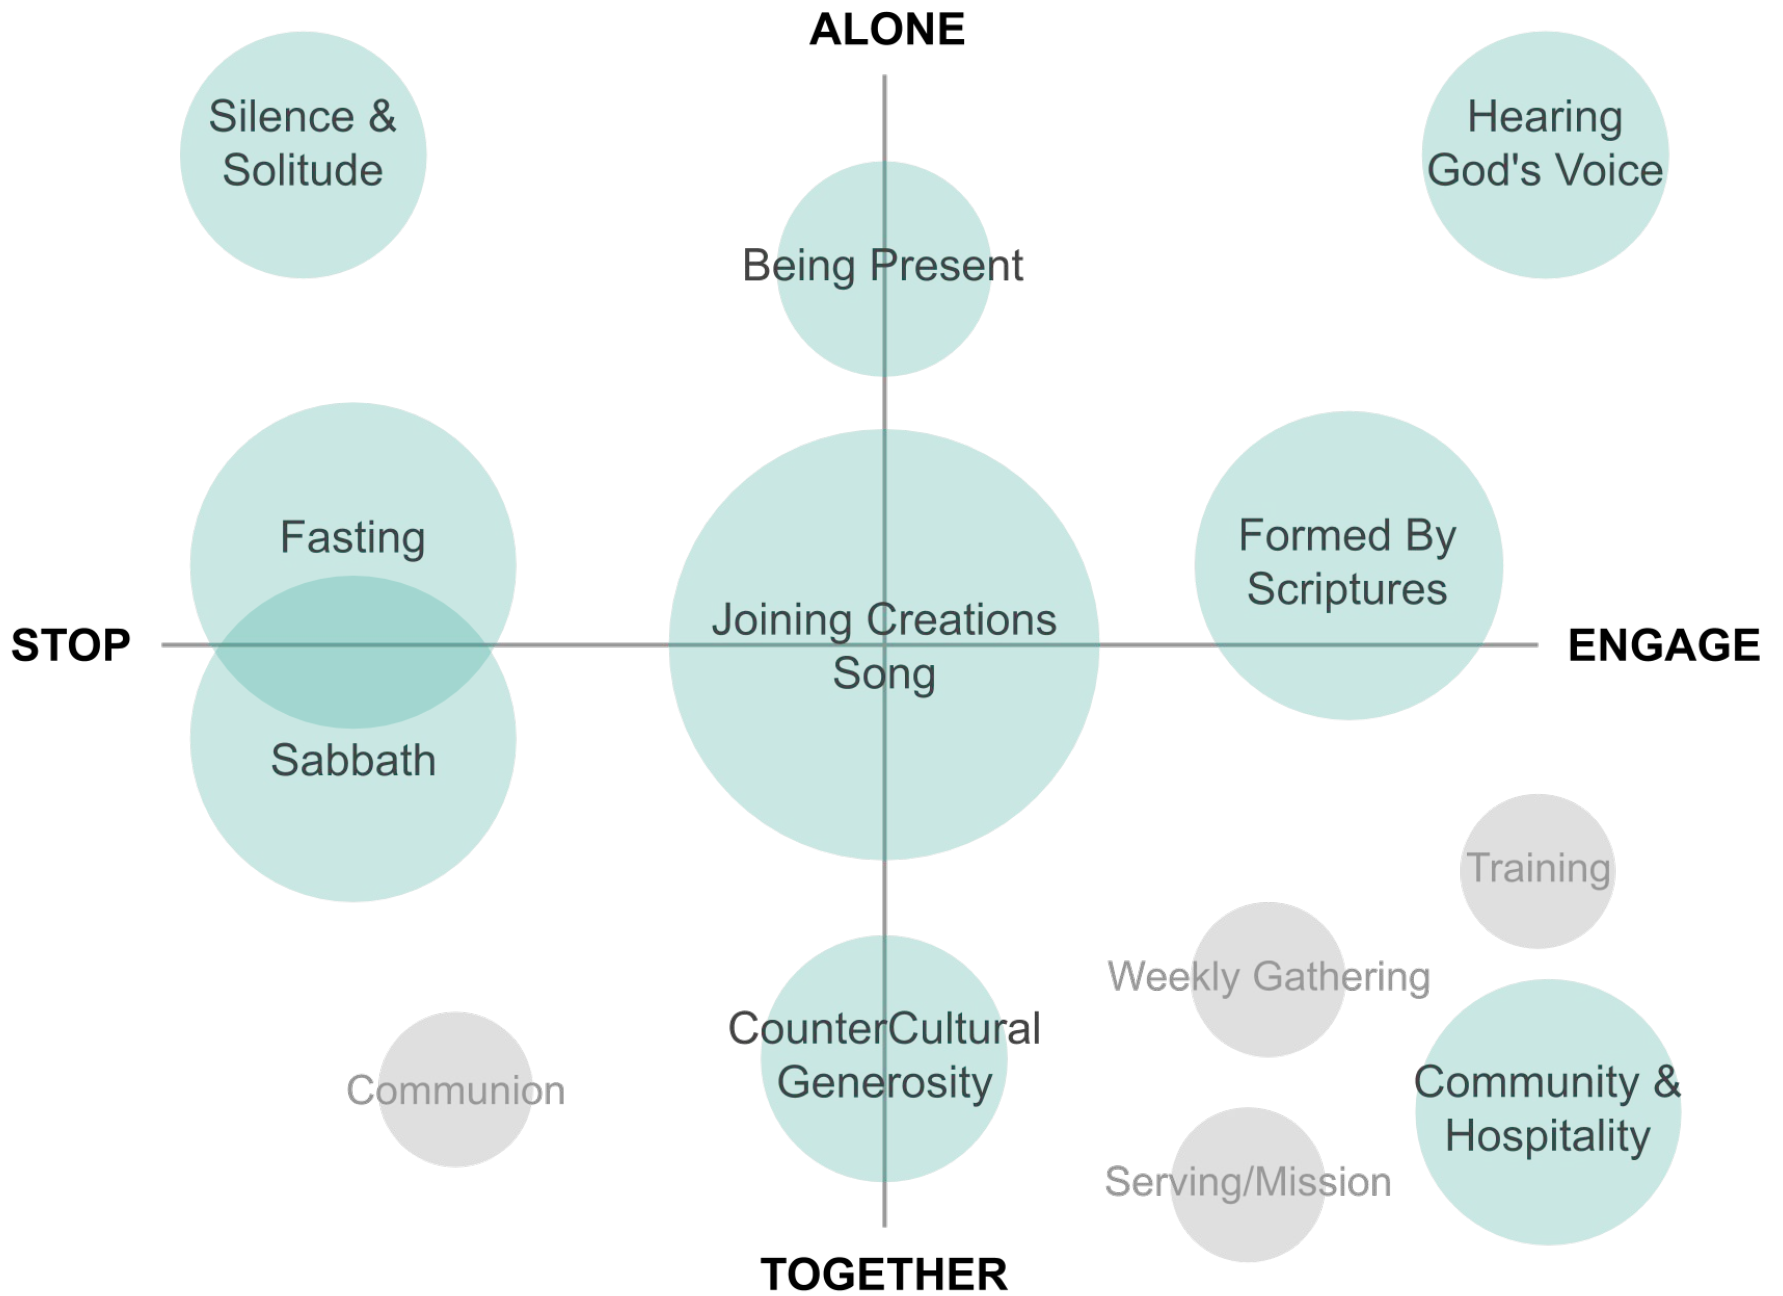 ALONE
Silence &
Solitude
Hearing
God's Voice
Being Present
Fasting
Formed By
Scriptures
Joining Creations
Song
STOP
ENGAGE
Sabbath
Training
Weekly Gathering
CounterCultural
Generosity
Communion
Community &
Hospitality
Serving/Mission
TOGETHER